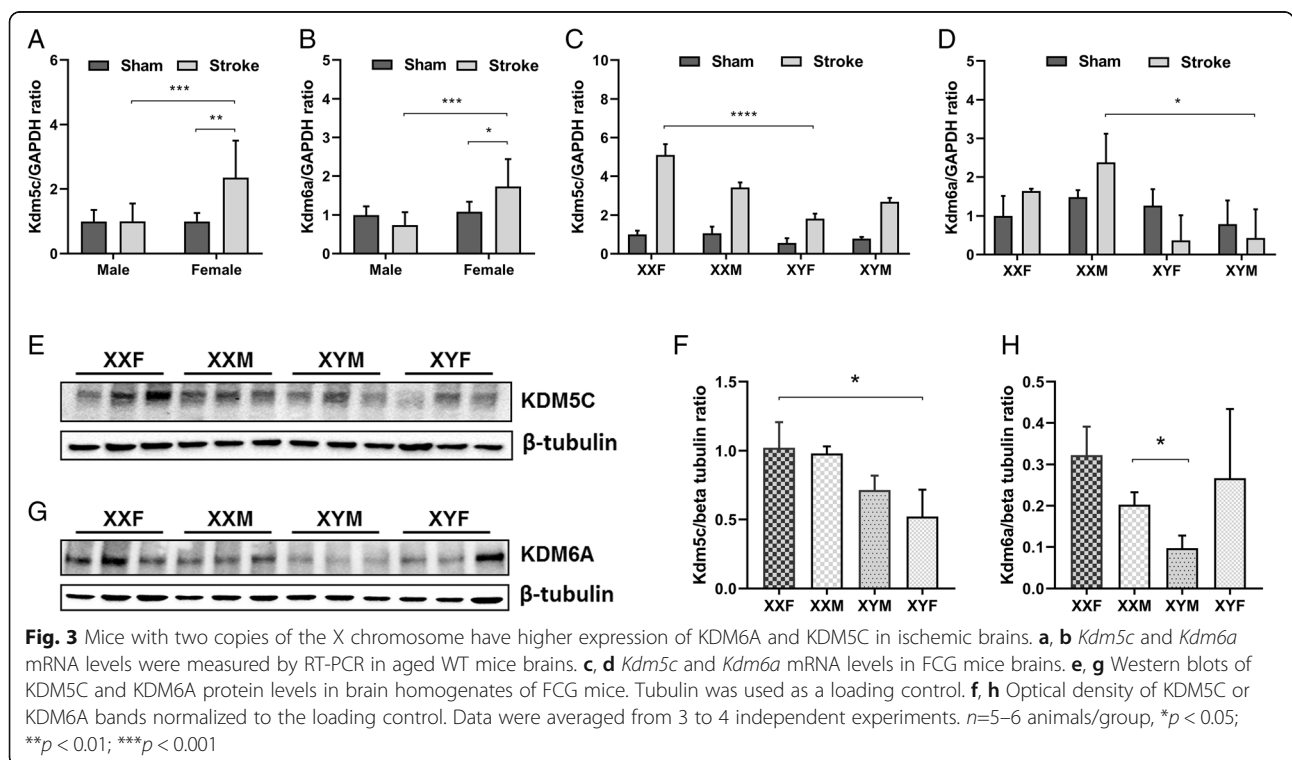 A
Sham Stroke
Kdm5c/GAPDH ratio
6
4
2
0
***
**
Male Female
B
Sham Stroke
Kdm6a/GAPDH ratio
5
4
3
2
1
0
***
*
Male Female
C
Sham Stroke
Kdm5c/GAPDH ratio
10
8
6
4
2
0
****
XXF XXM XYF XYM
D
Sham Stroke
Kdm6a/GAPDH ratio
5
4
3
2
1
0
*
XXF XXM XYF XYM
E
XXF XXM XYM XYF
KDM5C
β-tubulin
F
Kdm5c/beta tubulin ratio
1.5
1.0
0.5
0.0
*
XXF XXM XYM XYF
G
XXF XXM XYM XYF
KDM6A
β-tubulin
H
Kdm6a/beta tubulin ratio
0.5
0.4
0.3
0.2
0.1
0.0
*
XXF XXM XYM XYF
Fig. 3 Mice with two copies of the X chromosome have higher expression of KDM6A and KDM5C in ischemic brains. a, b Kdm5c and Kdm6a
mRNA levels were measured by RT-PCR in aged WT mice brains. c, d Kdm5c and Kdm6a mRNA levels in FCG mice brains. e, g Western blots of
KDM5C and KDM6A protein levels in brain homogenates of FCG mice. Tubulin was used as a loading control. f, h Optical density of KDM5C or
KDM6A bands normalized to the loading control. Data were averaged from 3 to 4 independent experiments. n=5–6 animals/group, *p < 0.05;
**p < 0.01; ***p < 0.001